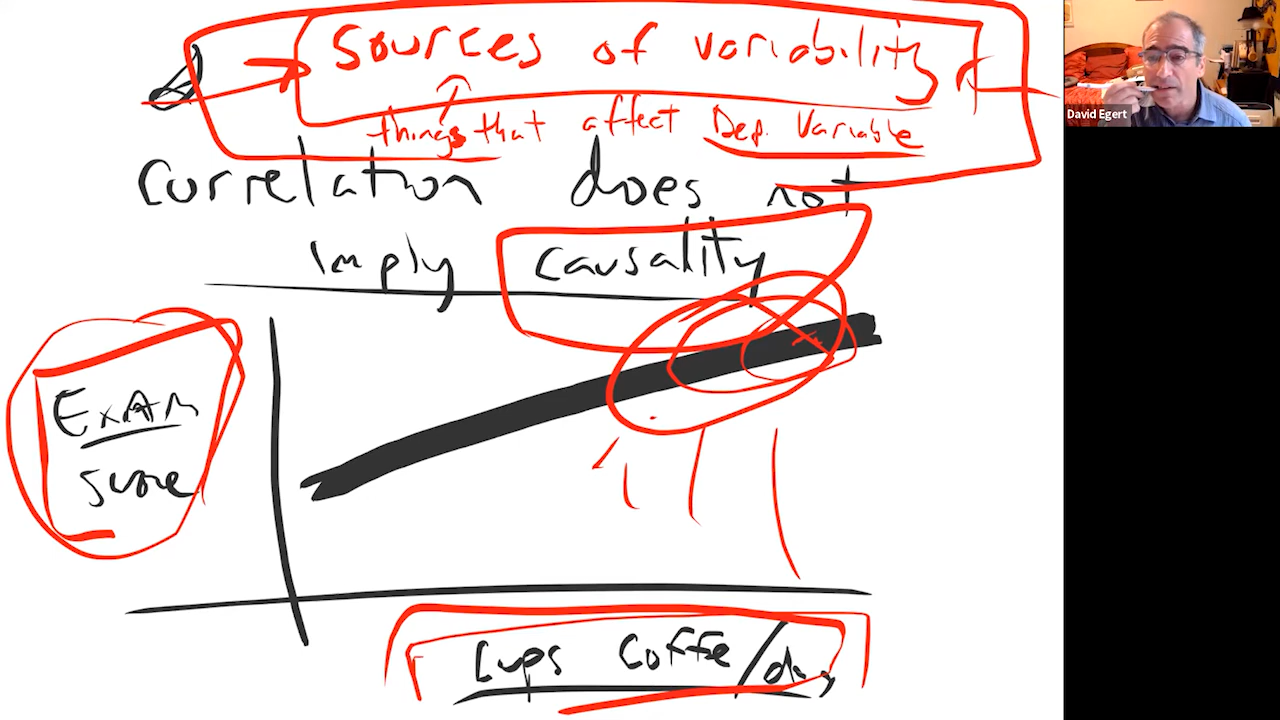 sources of variability
things that affect Dep. Variable
David Egert
correlation does not
imply causality
Exam
score
Cups Coffe/day